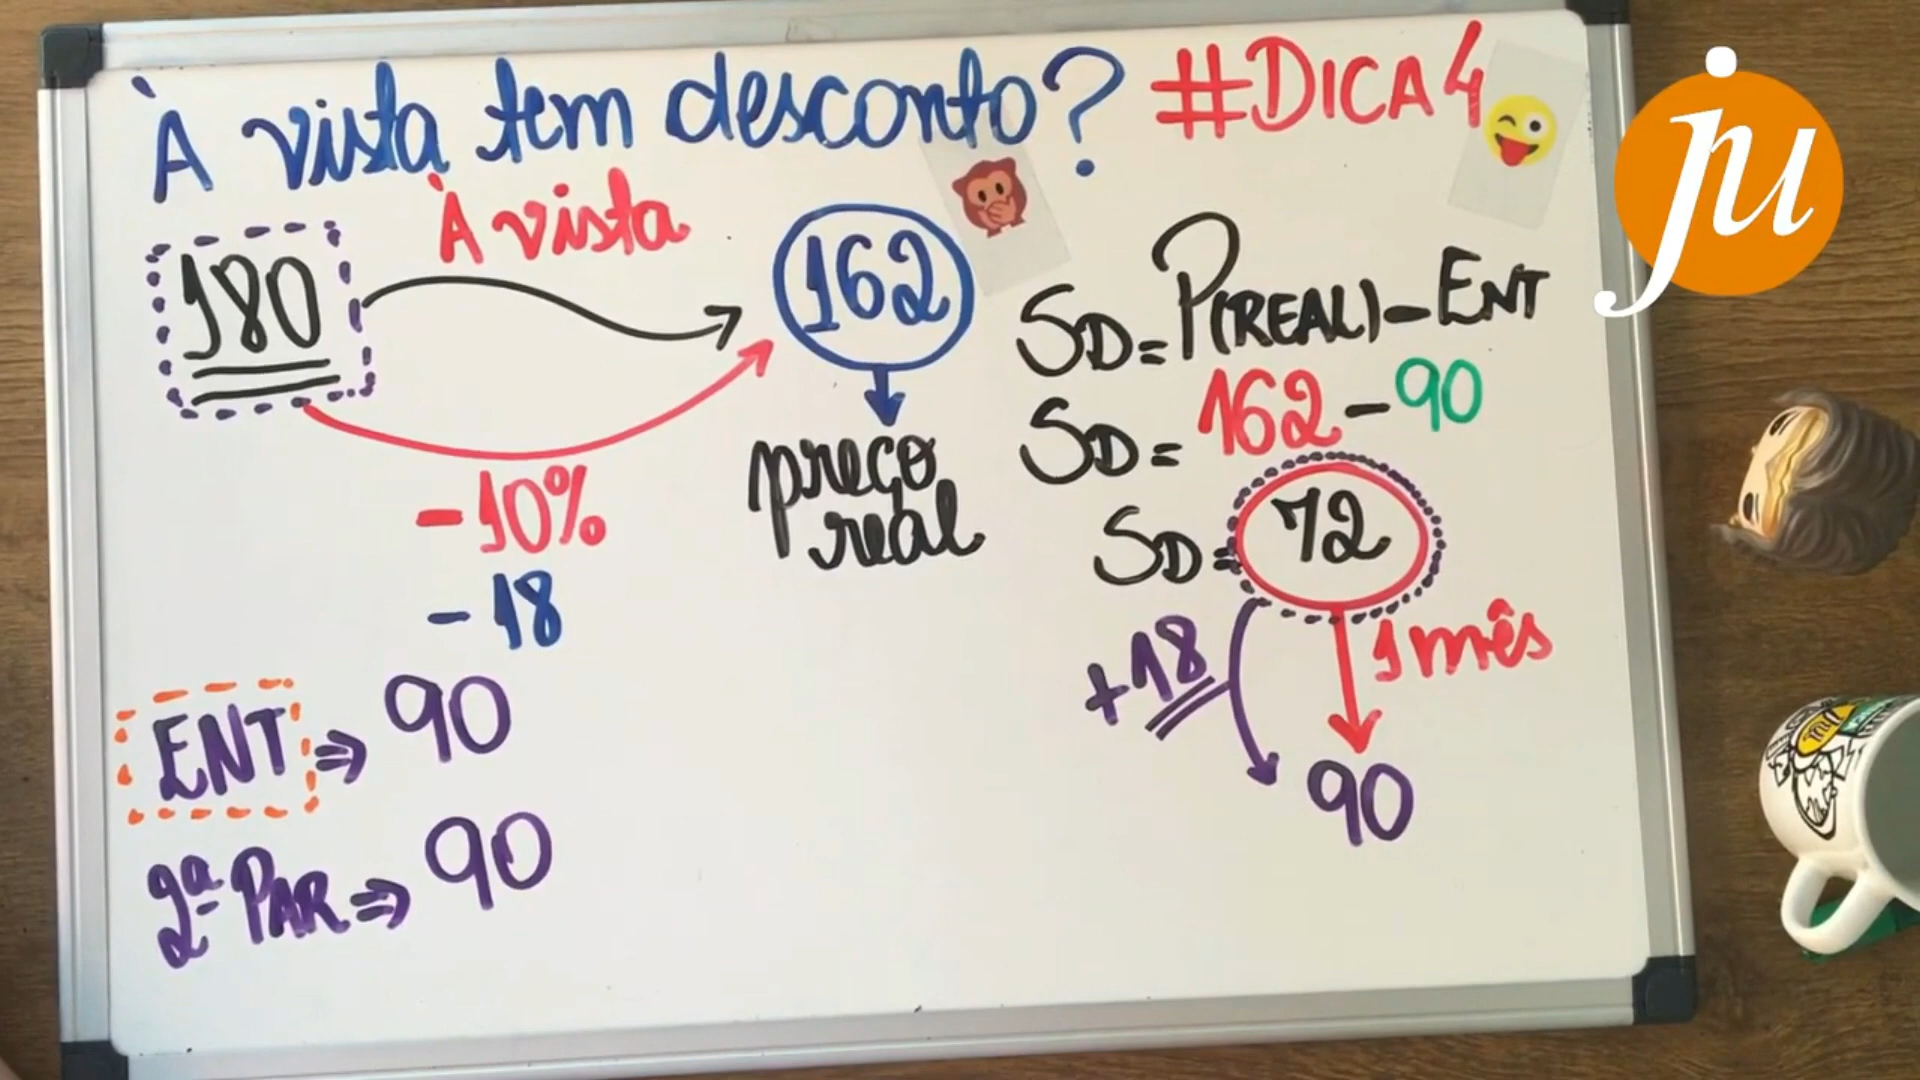 À vista tem desconto? #DICA4
ju
À vista
180
162
preço
real
-10%
-18
ENT ⇒ 90
2ª PAR ⇒ 90
SD = P(REAL) - ENT
SD = 162 - 90
SD = 72
+18
1 mês
90